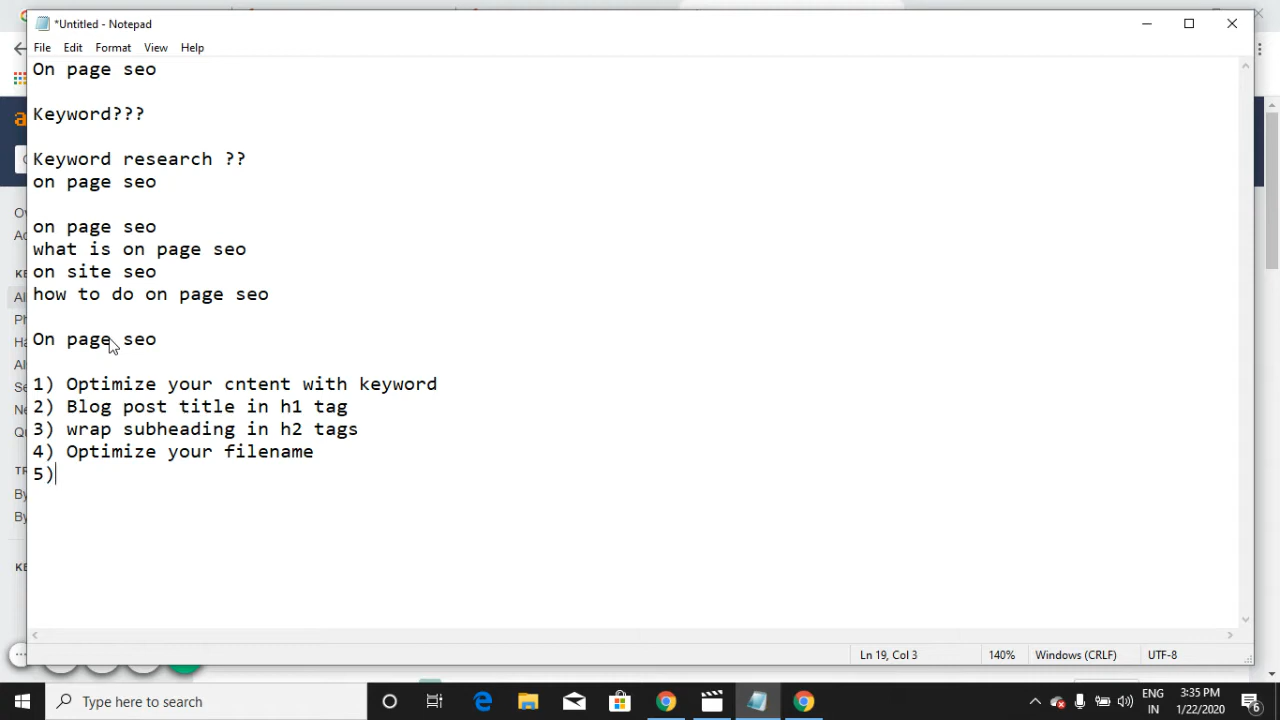 *Untitled - Notepad
File Edit Format View Help
On page seo
Keyword???
Keyword research ??
on page seo
on page seo
what is on page seo
on site seo
how to do on page seo
On page seo
1) Optimize your cntent with keyword
2) Blog post title in h1 tag
3) wrap subheading in h2 tags
4) Optimize your filename
5)
Ln 19, Col 3 140% Windows (CRLF) UTF-8
Type here to search
ENG
IN
3:35 PM
1/22/2020
6